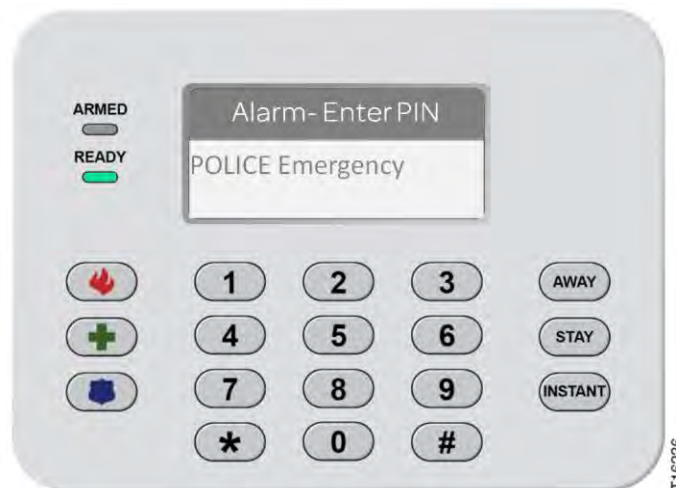 ARMED
READY
Alarm-Enter PIN
POLICE Emergency
1 2 3 AWAY
4 5 6 STAY
7 8 9 INSTANT
* 0 #